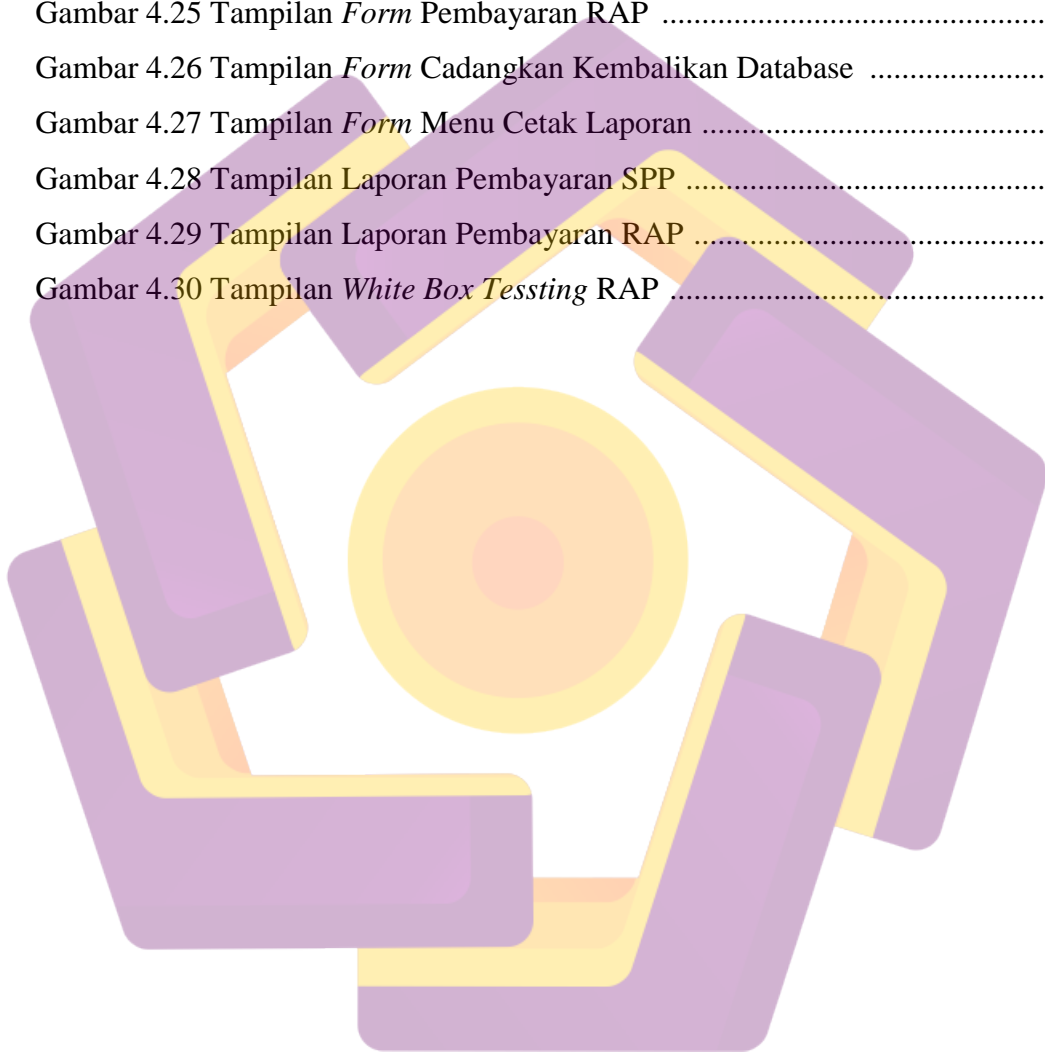 Gambar 4.25 Tampilan Form Pembayaran RAP ................................................
Gambar 4.26 Tampilan Form Cadangkan Kembalikan Database ......................
Gambar 4.27 Tampilan Form Menu Cetak Laporan ...........................................
Gambar 4.28 Tampilan Laporan Pembayaran SPP .............................................
Gambar 4.29 Tampilan Laporan Pembayaran RAP ............................................
Gambar 4.30 Tampilan White Box Tessting RAP ...............................................